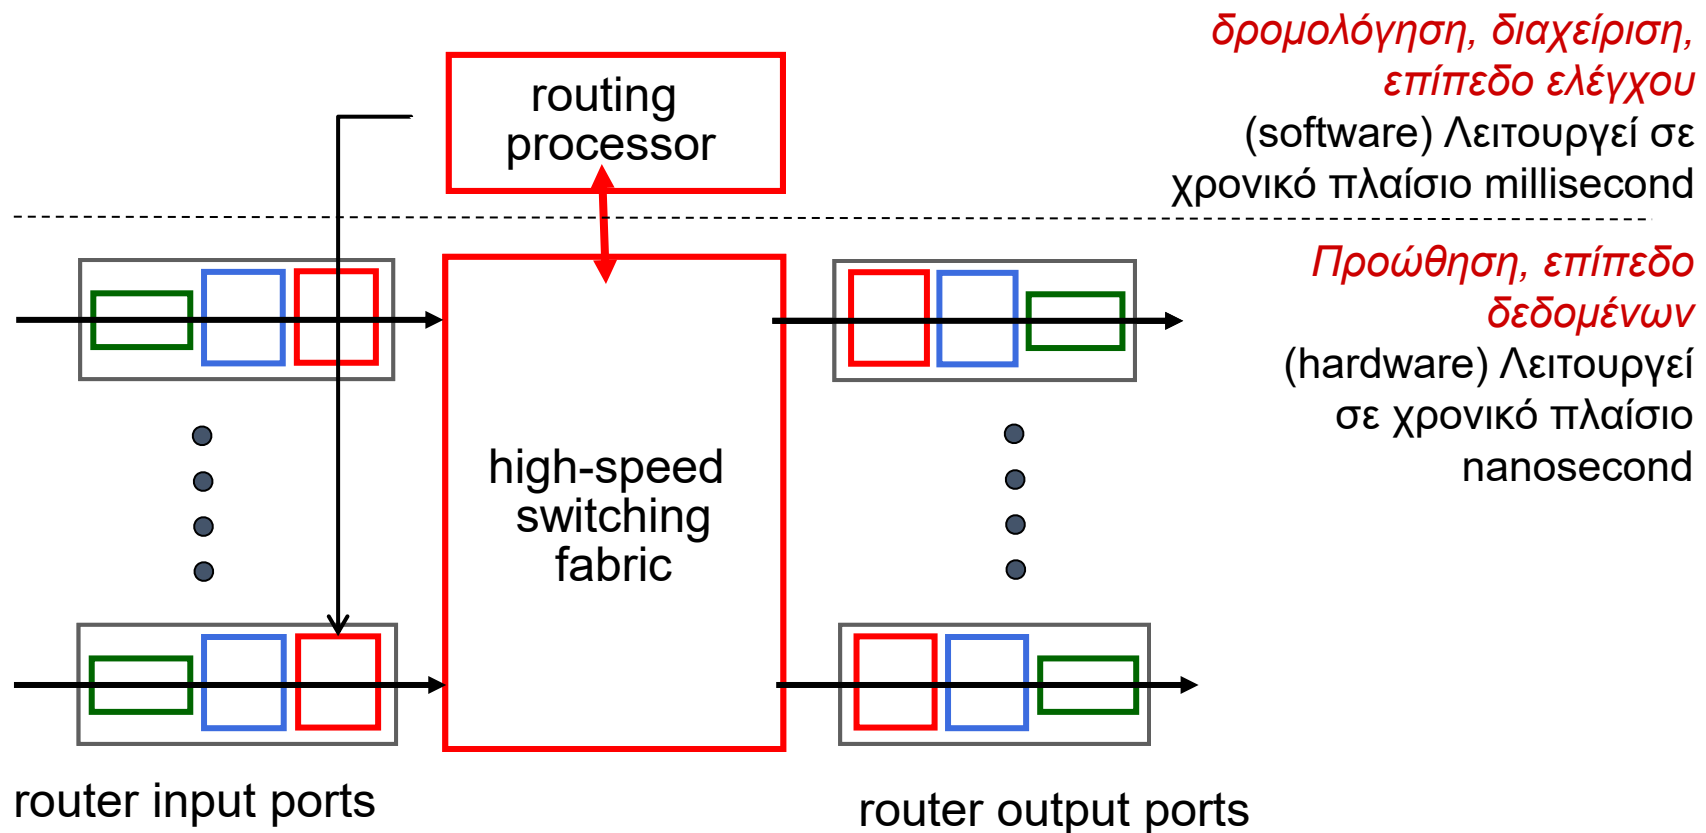 δρομολόγηση, διαχείριση,
επίπεδο ελέγχου
(software) Λειτουργεί σε
χρονικό πλαίσιο millisecond
routing
processor
Προώθηση, επίπεδο
δεδομένων
(hardware) Λειτουργεί
σε χρονικό πλαίσιο
nanosecond
high-speed
switching
fabric
router input ports
router output ports